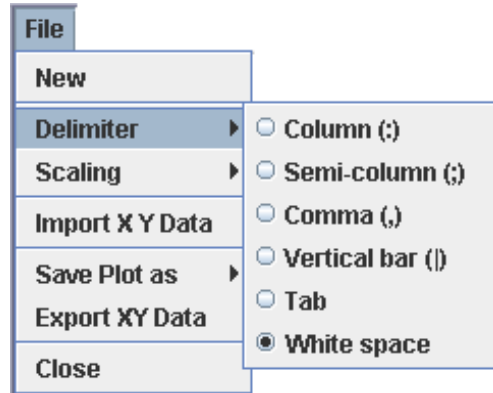 File
New
Delimiter
Scaling
Import X Y Data
Save Plot as
Export XY Data
Close
Column (:)
Semi-column (;)
Comma (,)
Vertical bar (|)
Tab
White space